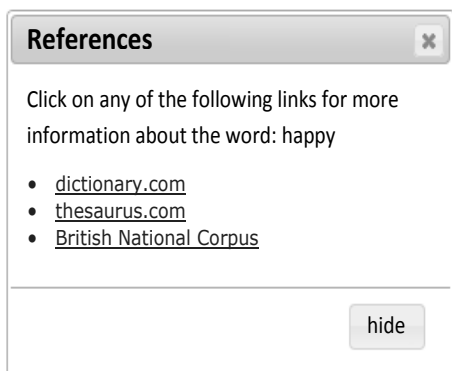 References
Click on any of the following links for more
information about the word: happy
• dictionary.com
• thesaurus.com
• British National Corpus
hide